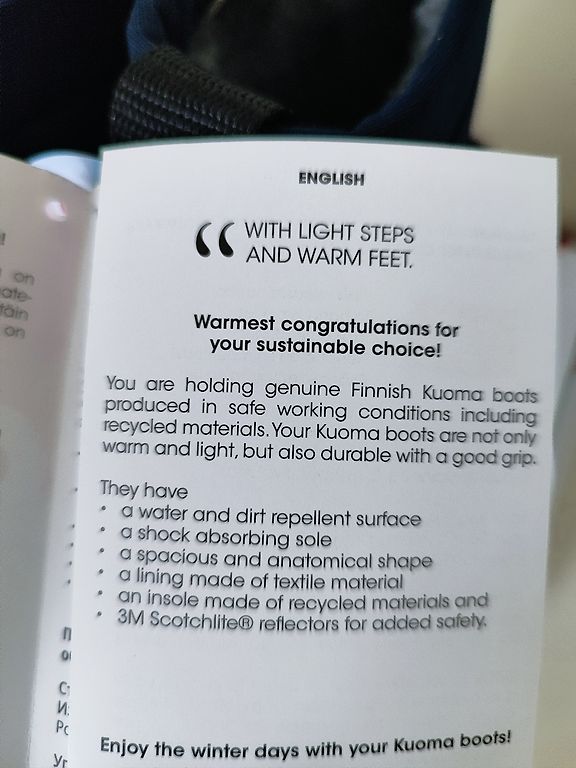 ENGLISH
“ WITH LIGHT STEPS
AND WARM FEET.
Warmest congratulations for
your sustainable choice!
You are holding genuine Finnish Kuoma boots
produced in safe working conditions including
recycled materials. Your Kuoma boots are not only
warm and light, but also durable with a good grip.
They have
• a water and dirt repellent surface
• a shock absorbing sole
• a spacious and anatomical shape
• a lining made of textile material
• an insole made of recycled materials and
• 3M Scotchlite® reflectors for added safety.
Enjoy the winter days with your Kuoma boots!
on
on